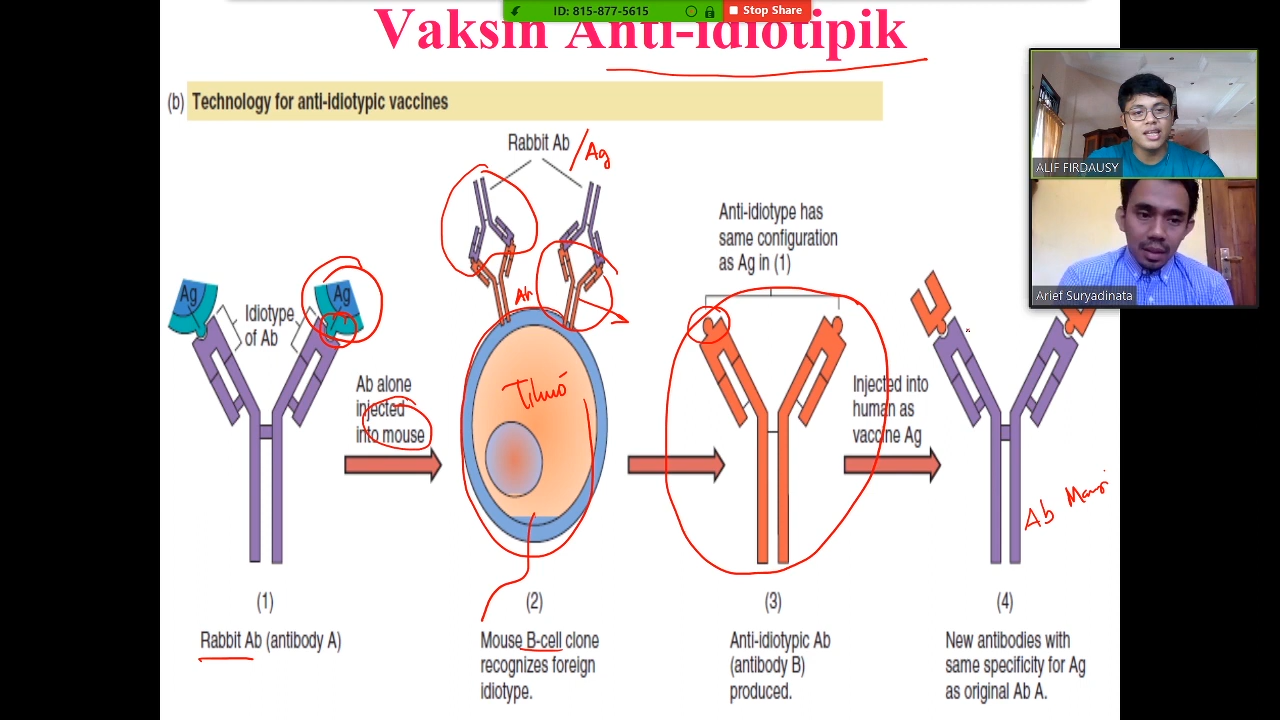 ID: 815-877-5615
Stop Share
Vaksin Anti-Idiotipik
(b) Technology for anti-idiotypic vaccines
Rabbit Ab
/Ag
Ag
Idiotype
of Ab
Ag
Ab alone
injected
into mouse
Tikus
Anti-idiotype has
same configuration
as Ag in (1)
Injected into
human as
vaccine Ag
Ab
ALIF FIRDAUSY
Arief Suryadinata
(1)
Rabbit Ab (antibody A)
(2)
Mouse B-cell clone
recognizes foreign
idiotype.
(3)
Anti-idiotypic Ab
(antibody B)
produced.
(4)
New antibodies with
same specificity for Ag
as original Ab A.